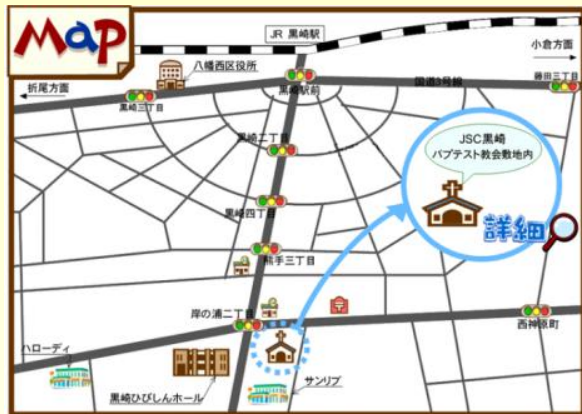 Map
JR 黒崎駅
小倉方面
八幡西区役所
折尾方面
国道3号線
藤田三丁目
黒崎三丁目
黒崎駅前
JSC黒崎
バプテスト教会敷地内
黒崎二丁目
黒崎四丁目
詳細
熊手三丁目
岸の浦二丁目
西神原町
ハローディ
黒崎ひびしんホール
サンリブ